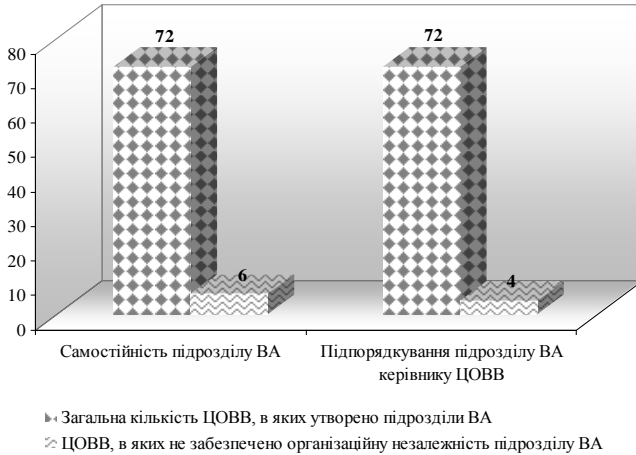 72
72
80
70
60
50
40
30
20
10
0
6
4
Самостійність підрозділу ВА
Підпорядкування підрозділу ВА
керівнику ЦОВВ
Загальна кількість ЦОВВ, в яких утворено підрозділи ВА
ЦОВВ, в яких не забезпечено організаційну незалежність підрозділу ВА